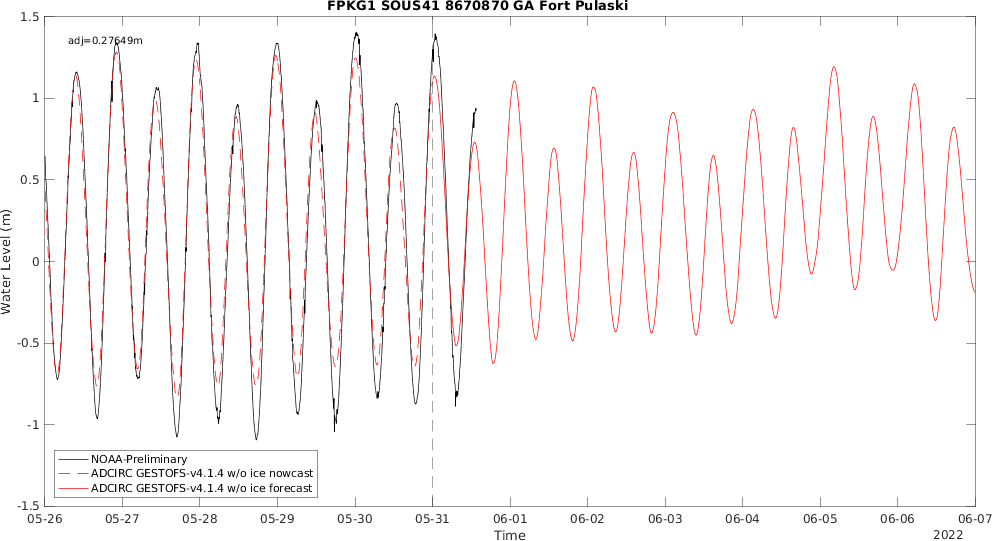 FPKG1 SOUS41 8670870 GA Fort Pulaski
adj=0.27649m
1.5
1
0.5
0
-0.5
-1
-1.5
Water Level (m)
NOAA-Preliminary
ADCIRC GESTOFS-v4.1.4 w/o ice nowcast
ADCIRC GESTOFS-v4.1.4 w/o ice forecast
05-26 05-27 05-28 05-29 05-30 05-31 06-01 06-02 06-03 06-04 06-05 06-06 06-07
Time
2022